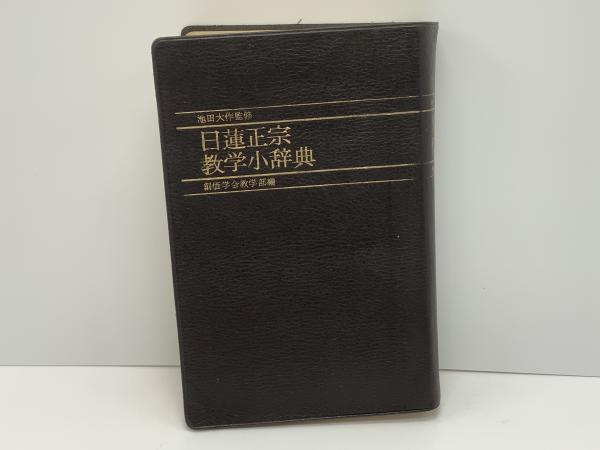 池田大作監修
日蓮正宗
教学小辞典
創価学会教学部編